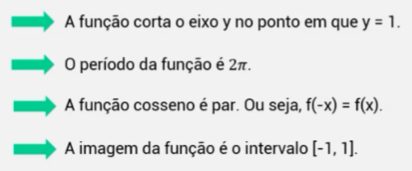 A função corta o eixo y no ponto em que y = 1.
O período da função é 2π.
A função cosseno é par. Ou seja, f(-x) = f(x).
A imagem da função é o intervalo [-1, 1].